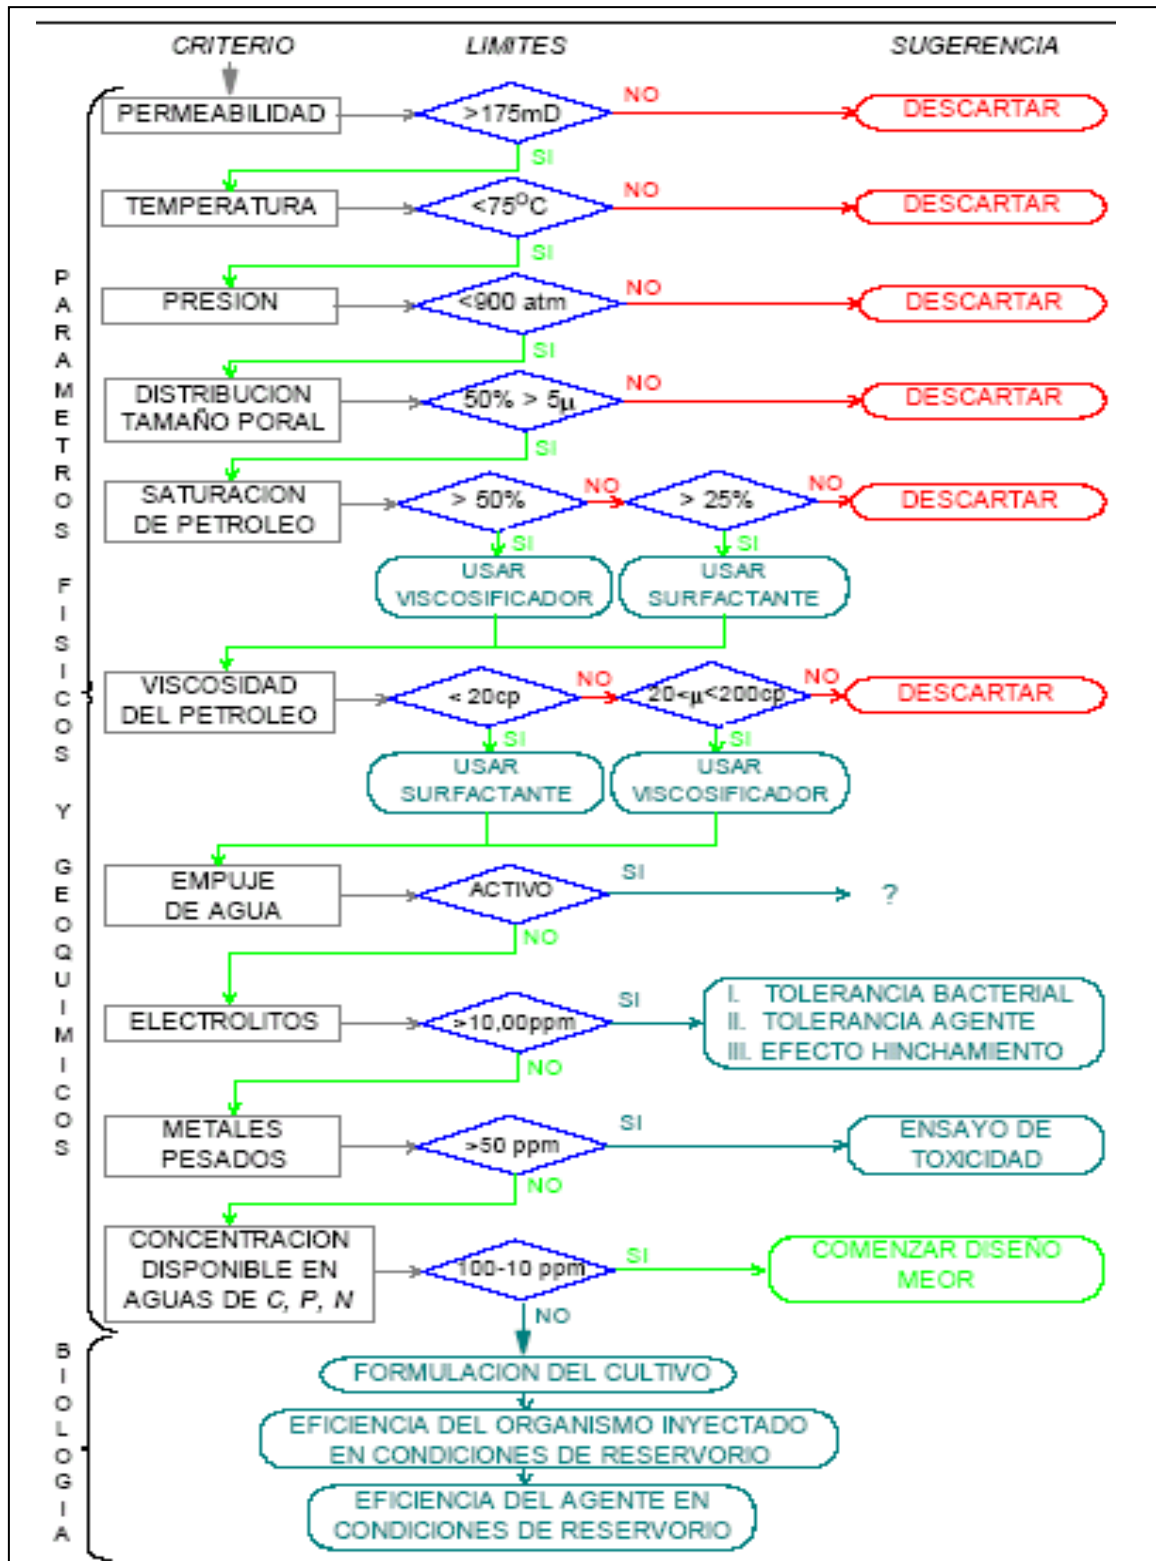 CRITERIO LIMITES SUGERENCIA
PERMEABILIDAD >175mD NO DESCARTAR
SI
TEMPERATURA <75°C NO DESCARTAR
SI
PRESION <900 atm NO DESCARTAR
SI
DISTRIBUCION
TAMAÑO PORAL 50% > 5µ NO DESCARTAR
SI
SATURACION
DE PETROLEO > 50% NO > 25% NO DESCARTAR
SI SI
USAR
VISCOSIFICADOR
USAR
SURFACTANTE
VISCOSIDAD
DEL PETROLEO < 20cp NO 20<µ<200cp NO DESCARTAR
SI SI
USAR
SURFACTANTE
USAR
VISCOSIFICADOR
EMPUJE
DE AGUA ACTIVO SI ?
NO
ELECTROLITOS >10,00ppm SI
I. TOLERANCIA BACTERIAL
II. TOLERANCIA AGENTE
III. EFECTO HINCHAMIENTO
NO
METALES
PESADOS >50 ppm SI
ENSAYO DE
TOXICIDAD
NO
CONCENTRACION
DISPONIBLE EN
AGUAS DE C, P, N 100-10 ppm SI
COMENZAR DISEÑO
MEOR
NO
FORMULACION DEL CULTIVO
EFICIENCIA DEL ORGANISMO INYECTADO
EN CONDICIONES DE RESERVORIO
EFICIENCIA DEL AGENTE EN
CONDICIONES DE RESERVORIO
PARAMETROS FISICOS Y GEOQUIMICOS
BIOLOGIA